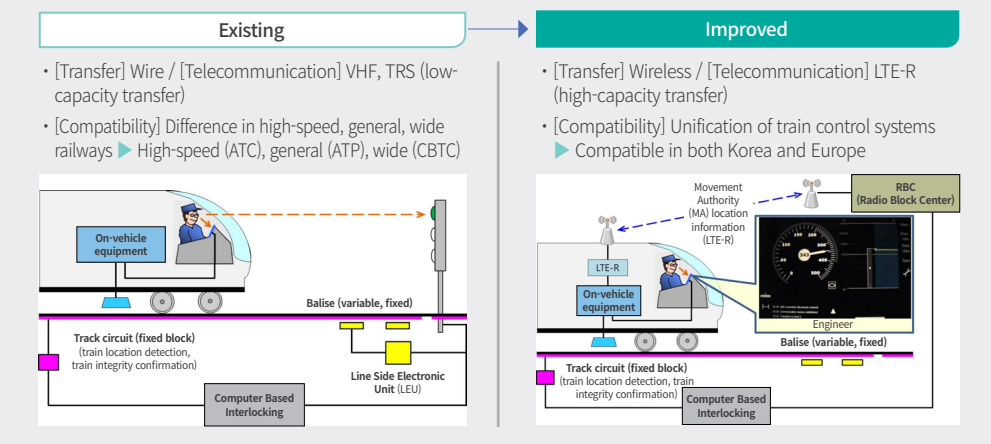 Existing
・[Transfer] Wire / [Telecommunication] VHF, TRS (low-
capacity transfer)
・[Compatibility] Difference in high-speed, general, wide
railways ▶ High-speed (ATC), general (ATP), wide (CBTC)
On-vehicle
equipment
Balise (variable, fixed)
Track circuit (fixed block)
(train location detection,
train integrity confirmation)
Line Side Electronic
Unit (LEU)
Computer Based
Interlocking
Improved
・[Transfer] Wireless / [Telecommunication] LTE-R
(high-capacity transfer)
・[Compatibility] Unification of train control systems
▶ Compatible in both Korea and Europe
Movement
Authority
(MA) location
information
(LTE-R)
RBC
(Radio Block Center)
LTE-R
On-vehicle
equipment
343
Engineer
Balise (variable, fixed)
Track circuit (fixed block)
(train location detection, train
integrity confirmation)
Computer Based
Interlocking